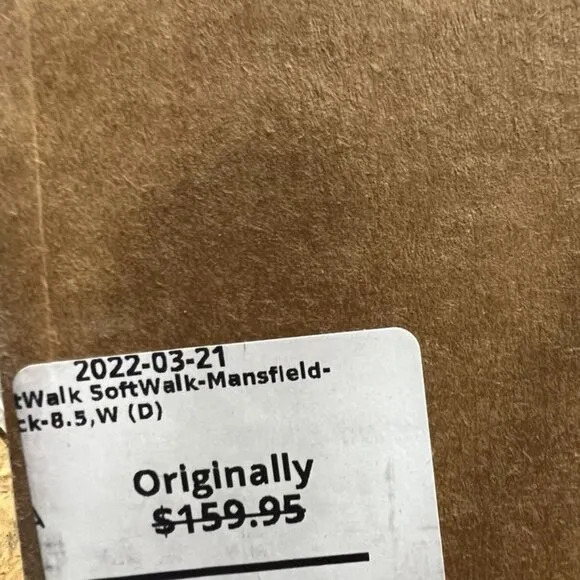 2022-03-21
tWalk SoftWalk-Mansfield-
ck-8.5,W (D)
Originally
$159.95